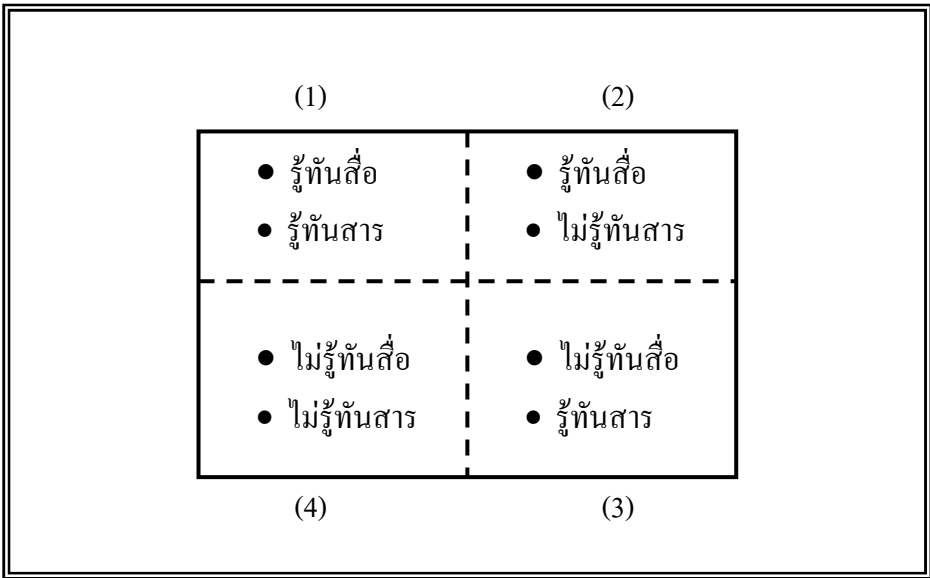 (1) (2)
• รู้ทันสื่อ • รู้ทันสื่อ
• รู้ทันสาร • ไม่รู้ทันสาร
• ไม่รู้ทันสื่อ • ไม่รู้ทันสื่อ
• ไม่รู้ทันสาร • รู้ทันสาร
(4) (3)